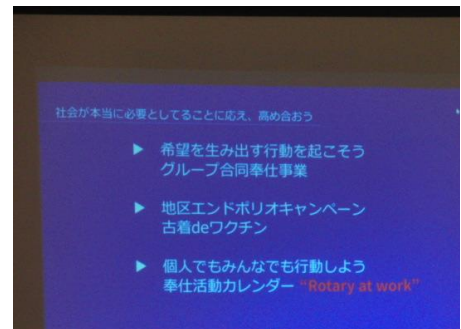 社会が本当に必要としてることに応え、高め合おう
▶ 希望を生み出す行動を起こそう
グループ合同奉仕事業
▶ 地区エンドポリオキャンペーン
古着deワクチン
▶ 個人でもみんなでも行動しよう
奉仕活動カレンダー “Rotary at work”